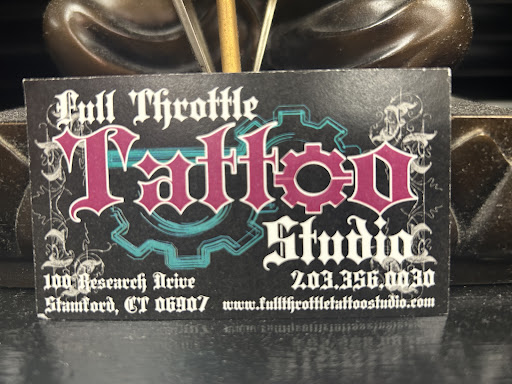 Full Throttle
Tattoo
Studio
100 Research Drive
Stamford, CT 06907
203.356.0030
www.fullthrottletattoostudio.com